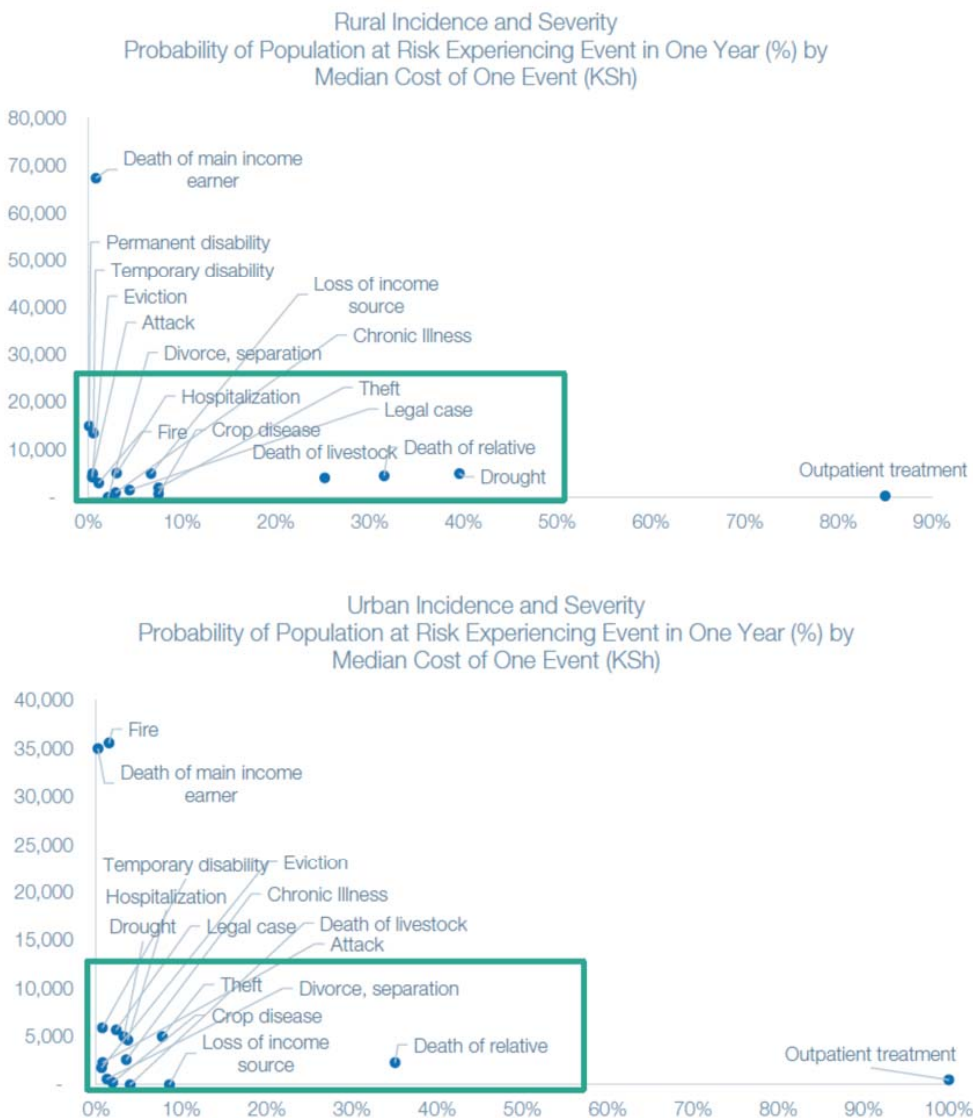 Rural Incidence and Severity
Probability of Population at Risk Experiencing Event in One Year (%) by
Median Cost of One Event (KSh)
80,000
70,000
60,000
50,000
40,000
30,000
20,000
10,000
-
Death of main income
earner
Permanent disability
Temporary disability
Eviction
Attack
Divorce, separation
Loss of income
source
Chronic Illness
Hospitalization
Theft
Legal case
Fire
Crop disease
Death of livestock
Death of relative
Drought
Outpatient treatment
0% 10% 20% 30% 40% 50% 60% 70% 80% 90%
Urban Incidence and Severity
Probability of Population at Risk Experiencing Event in One Year (%) by
Median Cost of One Event (KSh)
40,000
35,000
30,000
25,000
20,000
15,000
10,000
5,000
-
Fire
Death of main income
earner
Temporary disability
Eviction
Hospitalization
Chronic Illness
Drought
Legal case
Death of livestock
Attack
Theft
Divorce, separation
Crop disease
Loss of income
source
Death of relative
Outpatient treatment
0% 10% 20% 30% 40% 50% 60% 70% 80% 90% 100%